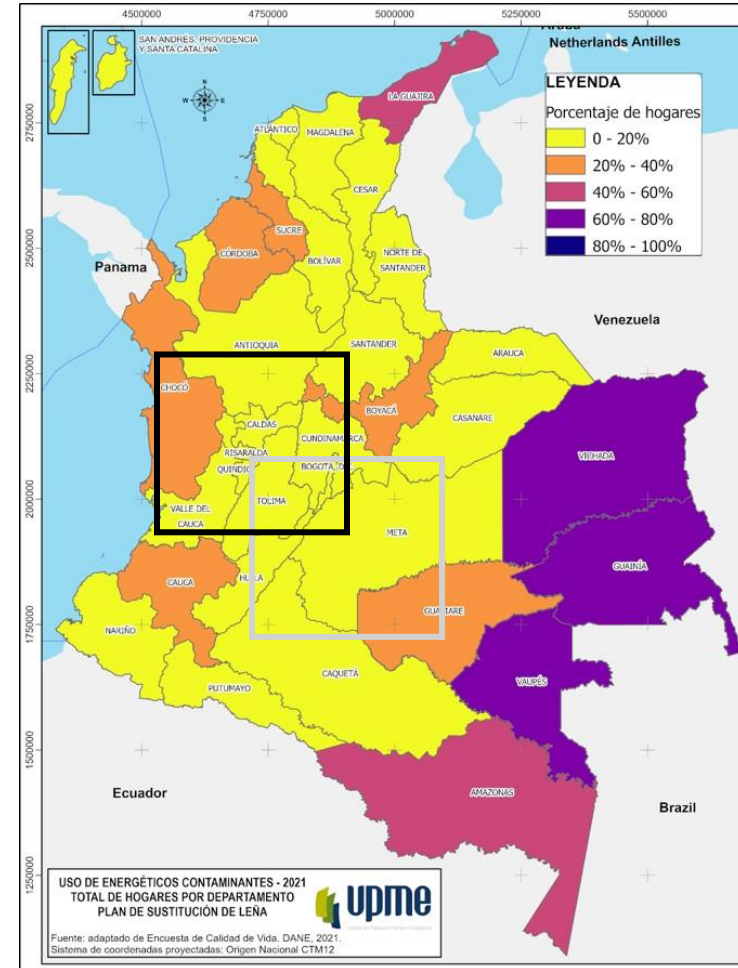 4500000 4750000 5000000 5250000 5500000
Netherlands Antilles
SAN ANDRÉS, PROVIDENCIA
Y SANTA CATALINA
N
W E
S
LEYENDA
Porcentaje de hogares
0 - 20%
20% - 40%
40% - 60%
60% - 80%
80% - 100%
LA GUAJIRA
ATLÁNTICO
MAGDALENA
2750000
CESAR
SUCRE
CÓRDOBA
BOLÍVAR
NORTE DE
SANTANDER
2500000
Panama
Venezuela
ANTIOQUIA
SANTANDER
ARAUCA
2250000
CHOCÓ
BOYACÁ
CASANARE
CALDAS
CUNDINAMARCA
RISARALDA
QUINDIO
VICHADA
2000000
TOLIMA
VALLE DEL
CAUCA
META
GUAINÍA
CAUCA
1750000
NARIÑO
CAQUETÁ
VAUPÉS
PUTUMAYO
1500000
Ecuador
AMAZONAS
Brazil
1250000
USO DE ENERGÉTICOS CONTAMINANTES - 2021
TOTAL DE HOGARES POR DEPARTAMENTO
PLAN DE SUSTITUCIÓN DE LEÑA
upme
Fuente: adaptado de Encuesta de Calidad de Vida. DANE, 2021.
Sistema de coordenadas proyectadas: Origen Nacional CTM12